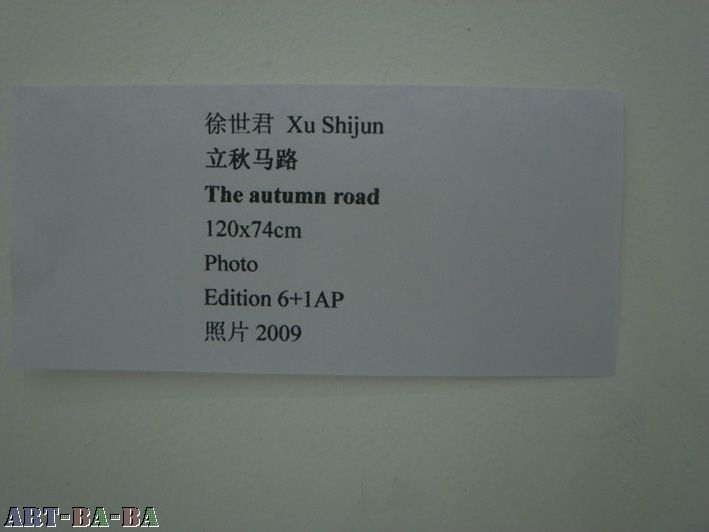 徐世君 Xu Shijun
立秋马路
The autumn road
120x74cm
Photo
Edition 6+1AP
照片 2009
ART-BA-BA